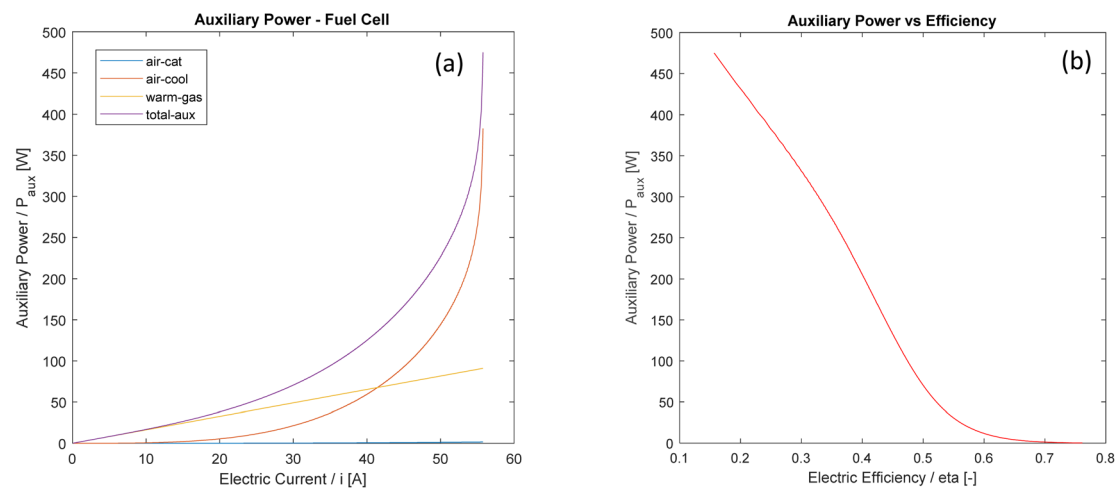 Auxiliary Power - Fuel Cell
(a)
air-cat
air-cool
warm-gas
total-aux
500
450
400
350
300
250
200
150
100
50
0
Auxiliary Power / P_aux [W]
0 10 20 30 40 50 60
Electric Current / i [A]
Auxiliary Power vs Efficiency
(b)
500
450
400
350
300
250
200
150
100
50
0
Auxiliary Power / P_aux [W]
0.1 0.2 0.3 0.4 0.5 0.6 0.7 0.8
Electric Efficiency / eta [-]